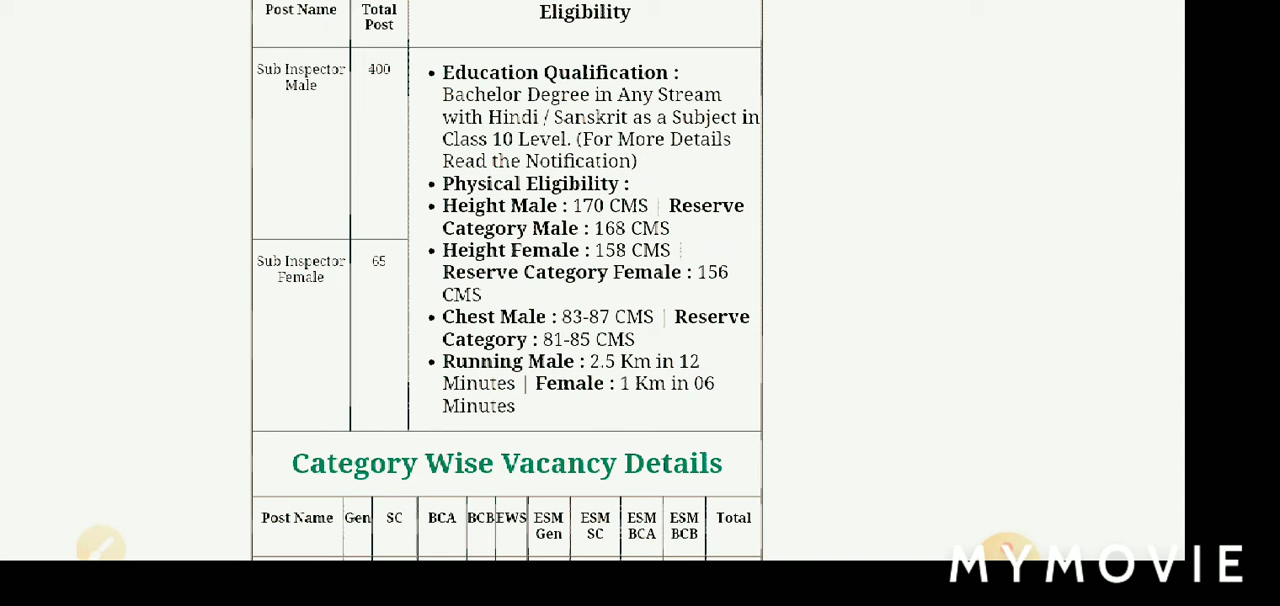 Post Name
Total
Post
Eligibility
Sub Inspector
Male
400
• Education Qualification :
Bachelor Degree in Any Stream
with Hindi / Sanskrit as a Subject in
Class 10 Level. (For More Details
Read the Notification)
• Physical Eligibility :
• Height Male : 170 CMS | Reserve
Category Male : 168 CMS
• Height Female : 158 CMS |
Reserve Category Female : 156
CMS
• Chest Male : 83-87 CMS | Reserve
Category : 81-85 CMS
• Running Male : 2.5 Km in 12
Minutes | Female : 1 Km in 06
Minutes
Sub Inspector
Female
65
Category Wise Vacancy Details
Post Name Gen SC BCA BCB EWS ESM Gen ESM SC ESM BCA ESM BCB Total
MYMOVIE